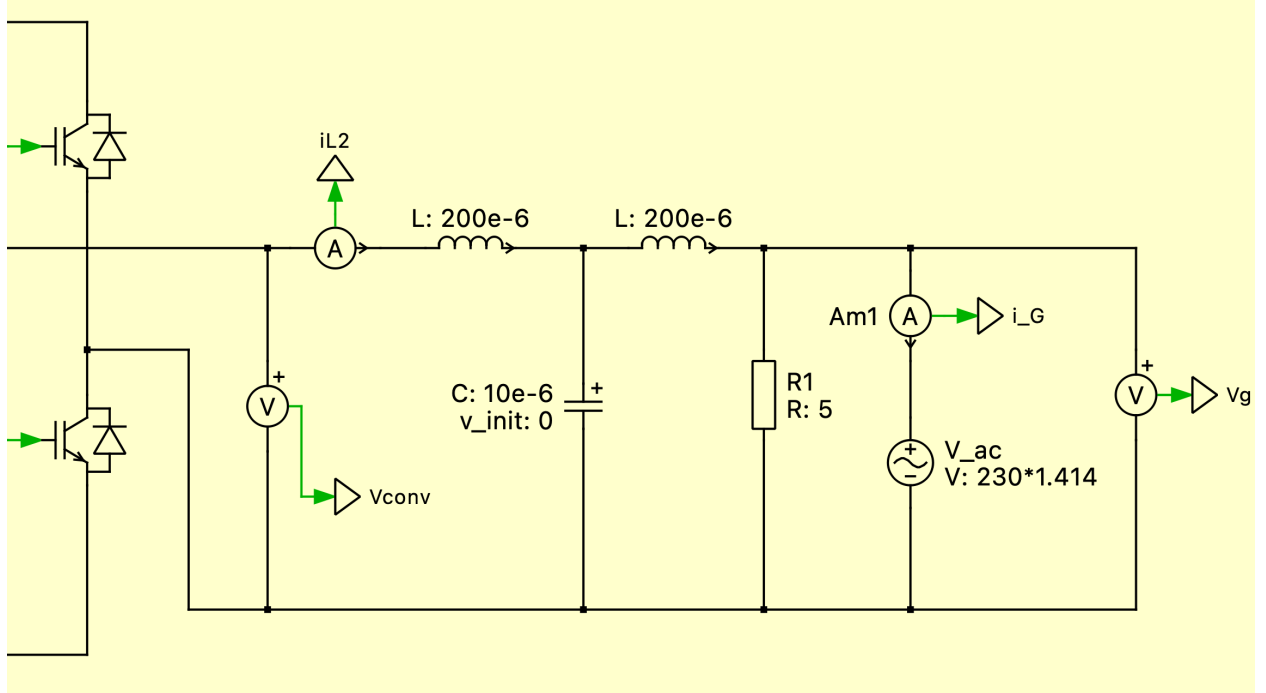 iL2
L: 200e-6
L: 200e-6
A
Am1
A
i_G
C: 10e-6
v_init: 0
+
R1
R: 5
+
V
Vg
+
V
V_ac
V: 230*1.414
+
−
Vconv